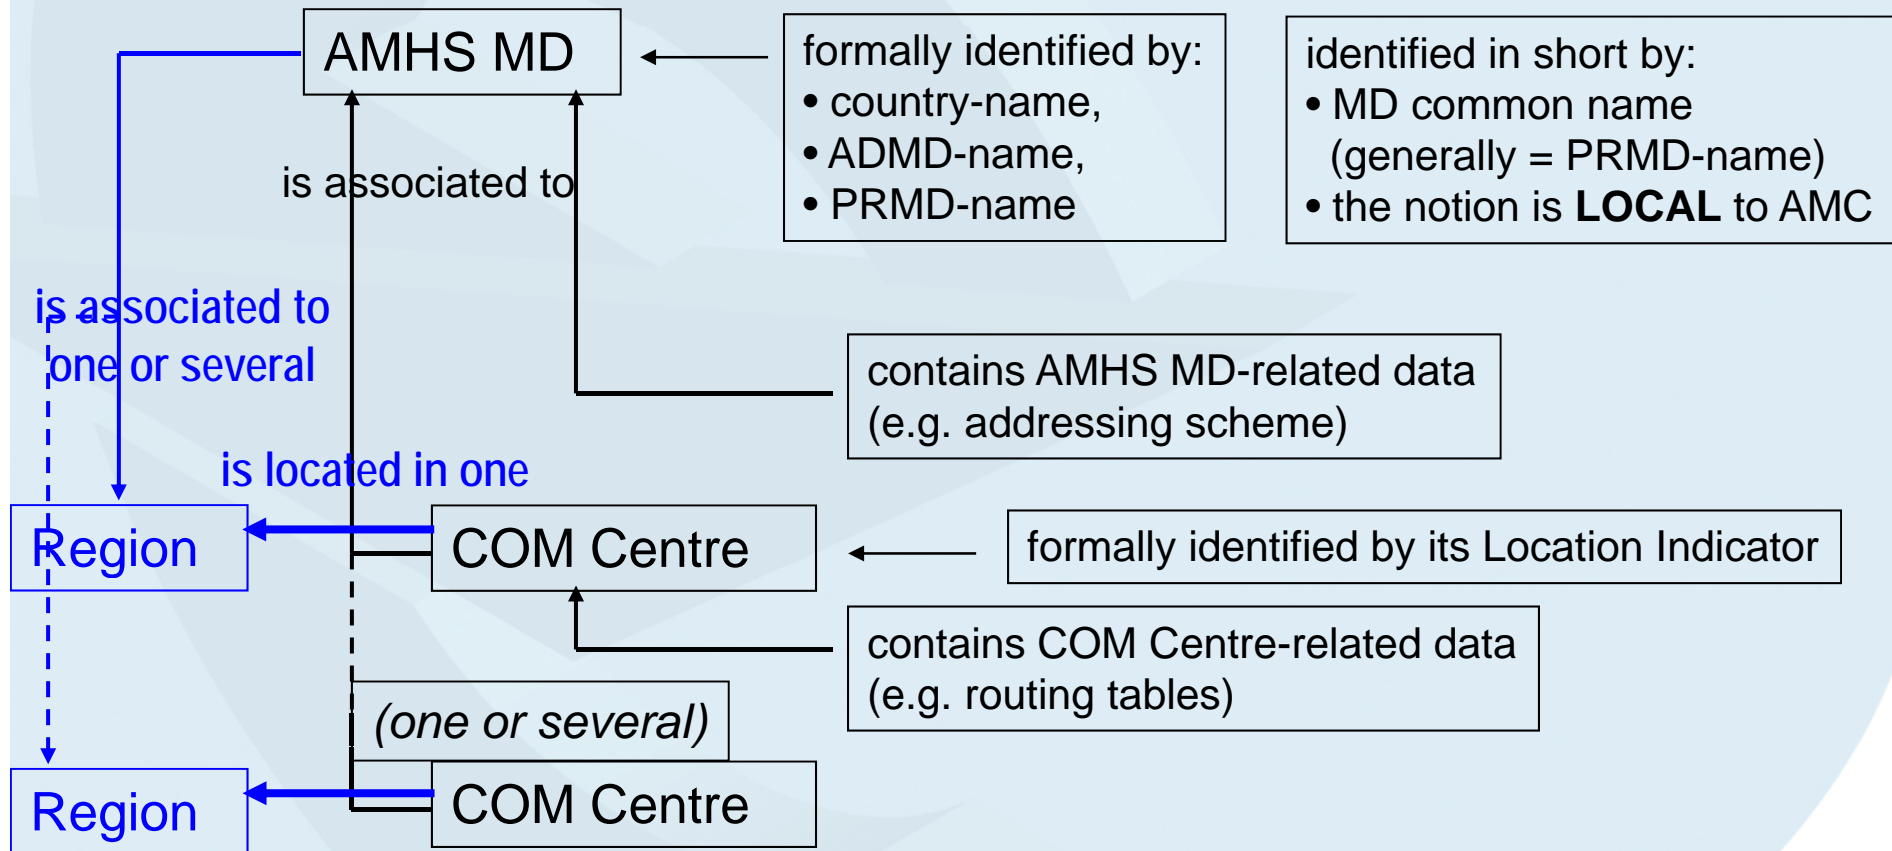 AMHS MD
formally identified by:
• country-name,
• ADMD-name,
• PRMD-name
identified in short by:
• MD common name
(generally = PRMD-name)
• the notion is LOCAL to AMC
is associated to
is associated to
one or several
contains AMHS MD-related data
(e.g. addressing scheme)
is located in one
Region
COM Centre
formally identified by its Location Indicator
contains COM Centre-related data
(e.g. routing tables)
(one or several)
Region
COM Centre